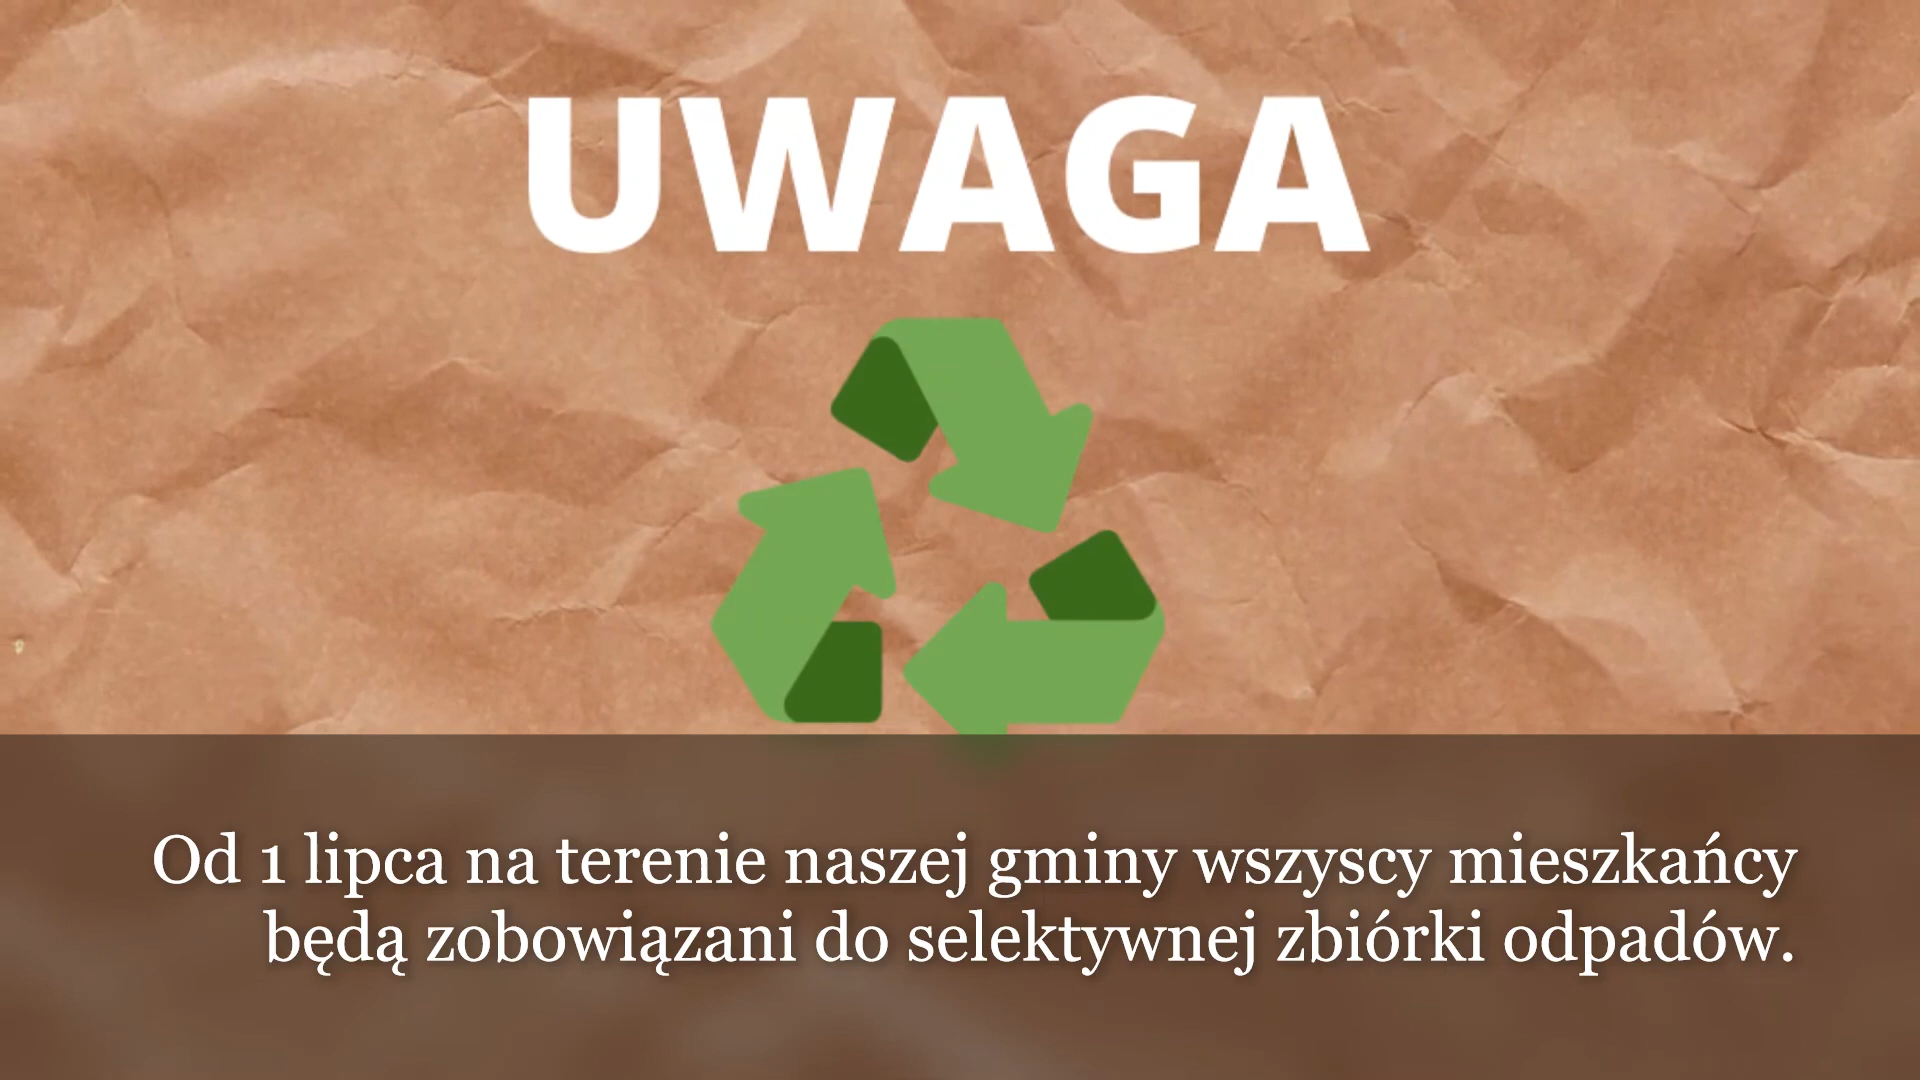 UWAGA
Od 1 lipca na terenie naszej gminy wszyscy mieszkańcy
będą zobowiązani do selektywnej zbiórki odpadów.